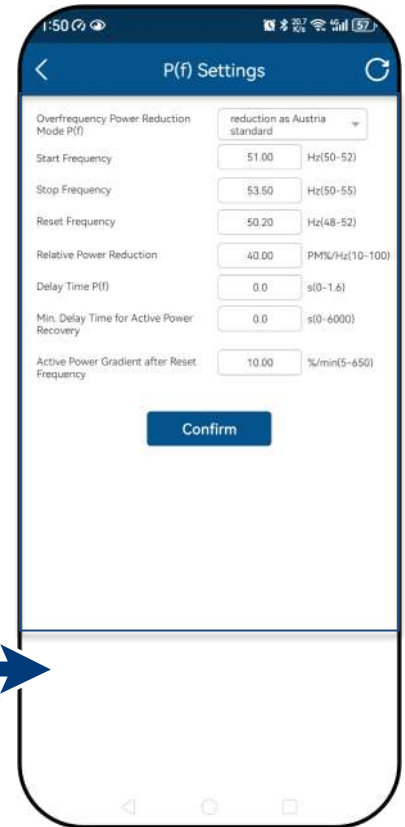 1:50
20.7 K/s 57
P(f) Settings
Overfrequency Power Reduction
Mode P(f)
reduction as Austria
standard
Start Frequency 51.00 Hz(50-52)
Stop Frequency 53.50 Hz(50-55)
Reset Frequency 50.20 Hz(48-52)
Relative Power Reduction 40.00 PM%/Hz(10-100)
Delay Time P(f) 0.0 s(0-1.6)
Min. Delay Time for Active Power
Recovery
0.0 s(0-6000)
Active Power Gradient after Reset
Frequency
10.00 %/min(5-650)
Confirm